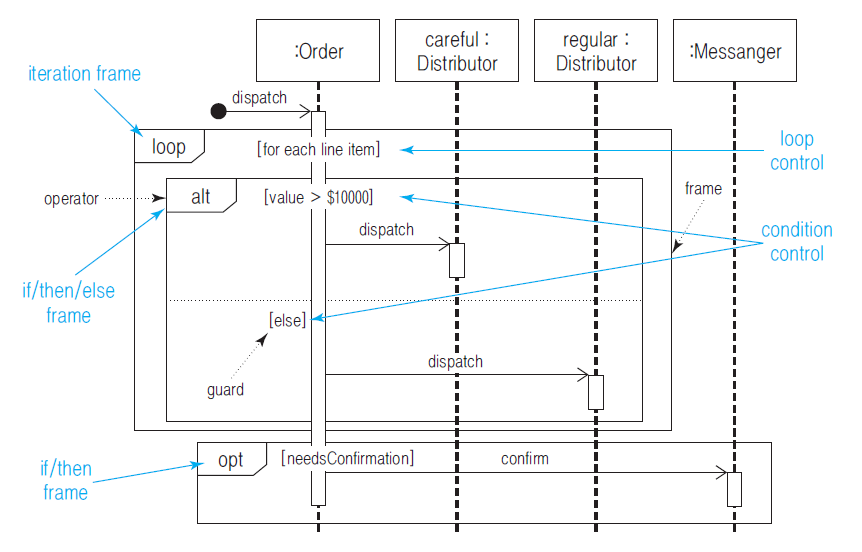 :Order
careful :
Distributor
regular :
Distributor
:Messanger
iteration frame
dispatch
loop
[for each line item]
loop
control
operator
alt
[value > $10000]
frame
dispatch
condition
control
if/then/else
frame
[else]
guard
dispatch
if/then
frame
opt
[needsConfirmation]
confirm